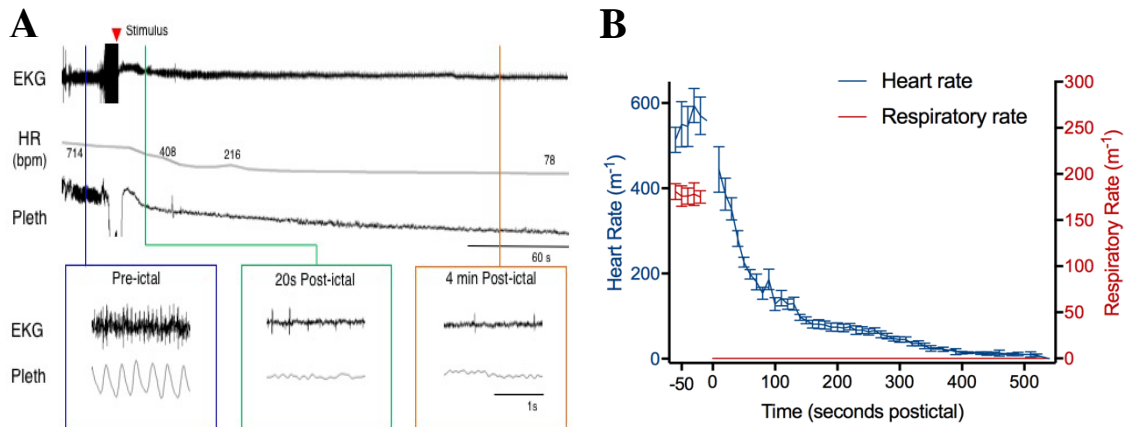 A
Stimulus
EKG
HR
(bpm)
714
408
216
78
Pleth
60 s
Pre-ictal
20s Post-ictal
4 min Post-ictal
EKG
Pleth
1s
B
Heart rate
Respiratory rate
600
400
200
0
Heart Rate (m⁻¹)
300
250
200
150
100
50
0
Respiratory Rate (m⁻¹)
-50 0 100 200 300 400 500
Time (seconds postictal)